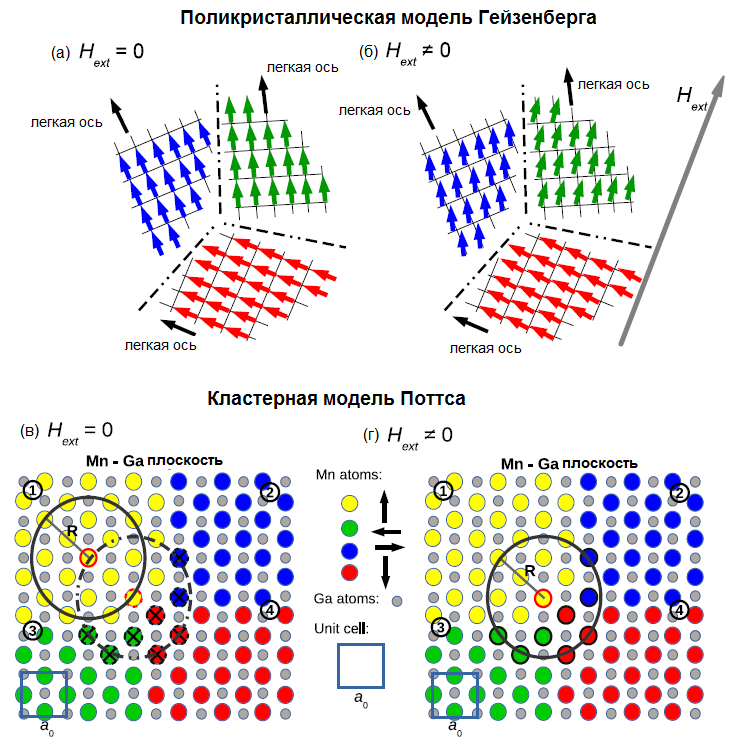 Поликристаллическая модель Гейзенберга
(а) Hext = 0
(б) Hext ≠ 0
легкая ось
легкая ось
легкая ось
легкая ось
Hext
легкая ось
легкая ось
легкая ось
Кластерная модель Поттса
(в) Hext = 0
(г) Hext ≠ 0
Mn - Ga плоскость
Mn atoms:
Mn - Ga плоскость
1
2
R
3
4
a0
Ga atoms:
Unit cell:
a0
1
2
R
3
4
a0